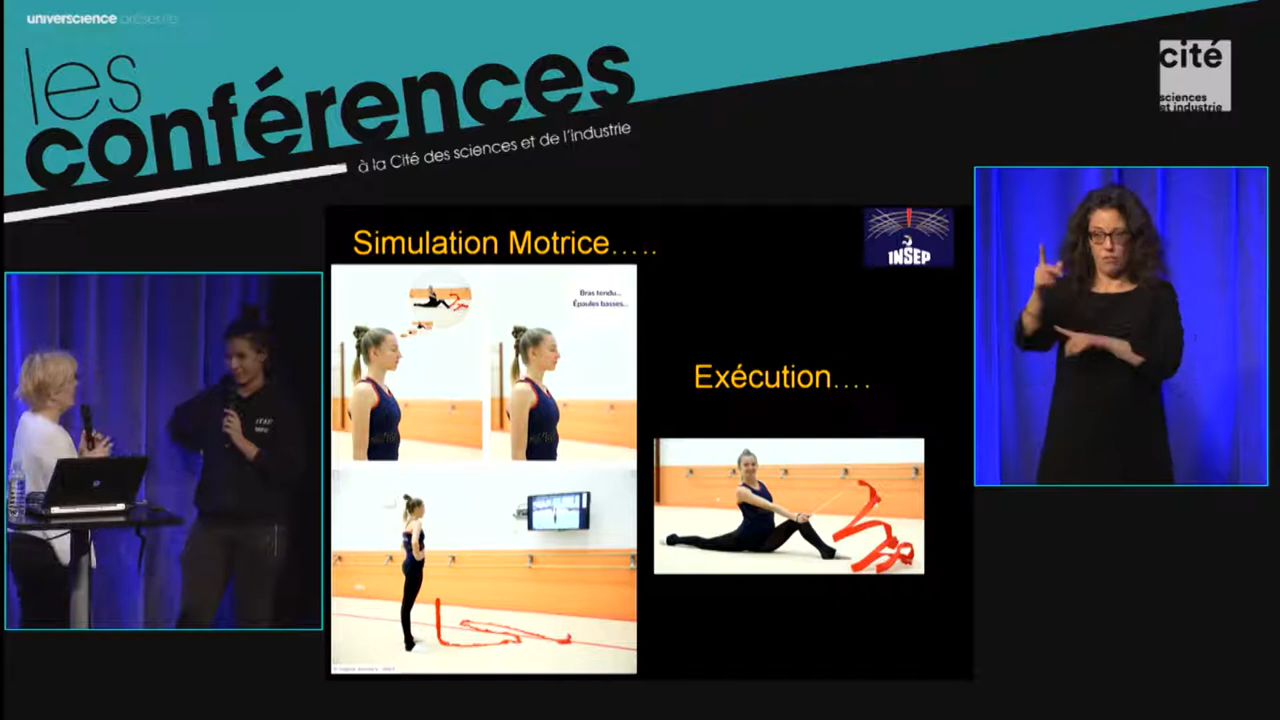 universcience présente
les
conférences
à la Cité des sciences et de l'industrie
cité
sciences
et industrie
Simulation Motrice.....
INSEP
Bras tendu...
Épaules basses...
Exécution....